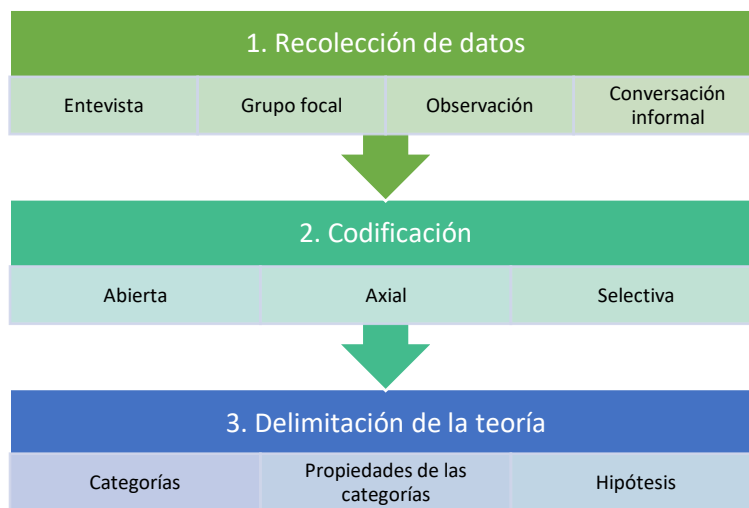 1. Recolección de datos
Entevista
Grupo focal
Observación
Conversación
informal
2. Codificación
Abierta
Axial
Selectiva
3. Delimitación de la teoría
Categorías
Propiedades de las
categorías
Hipótesis